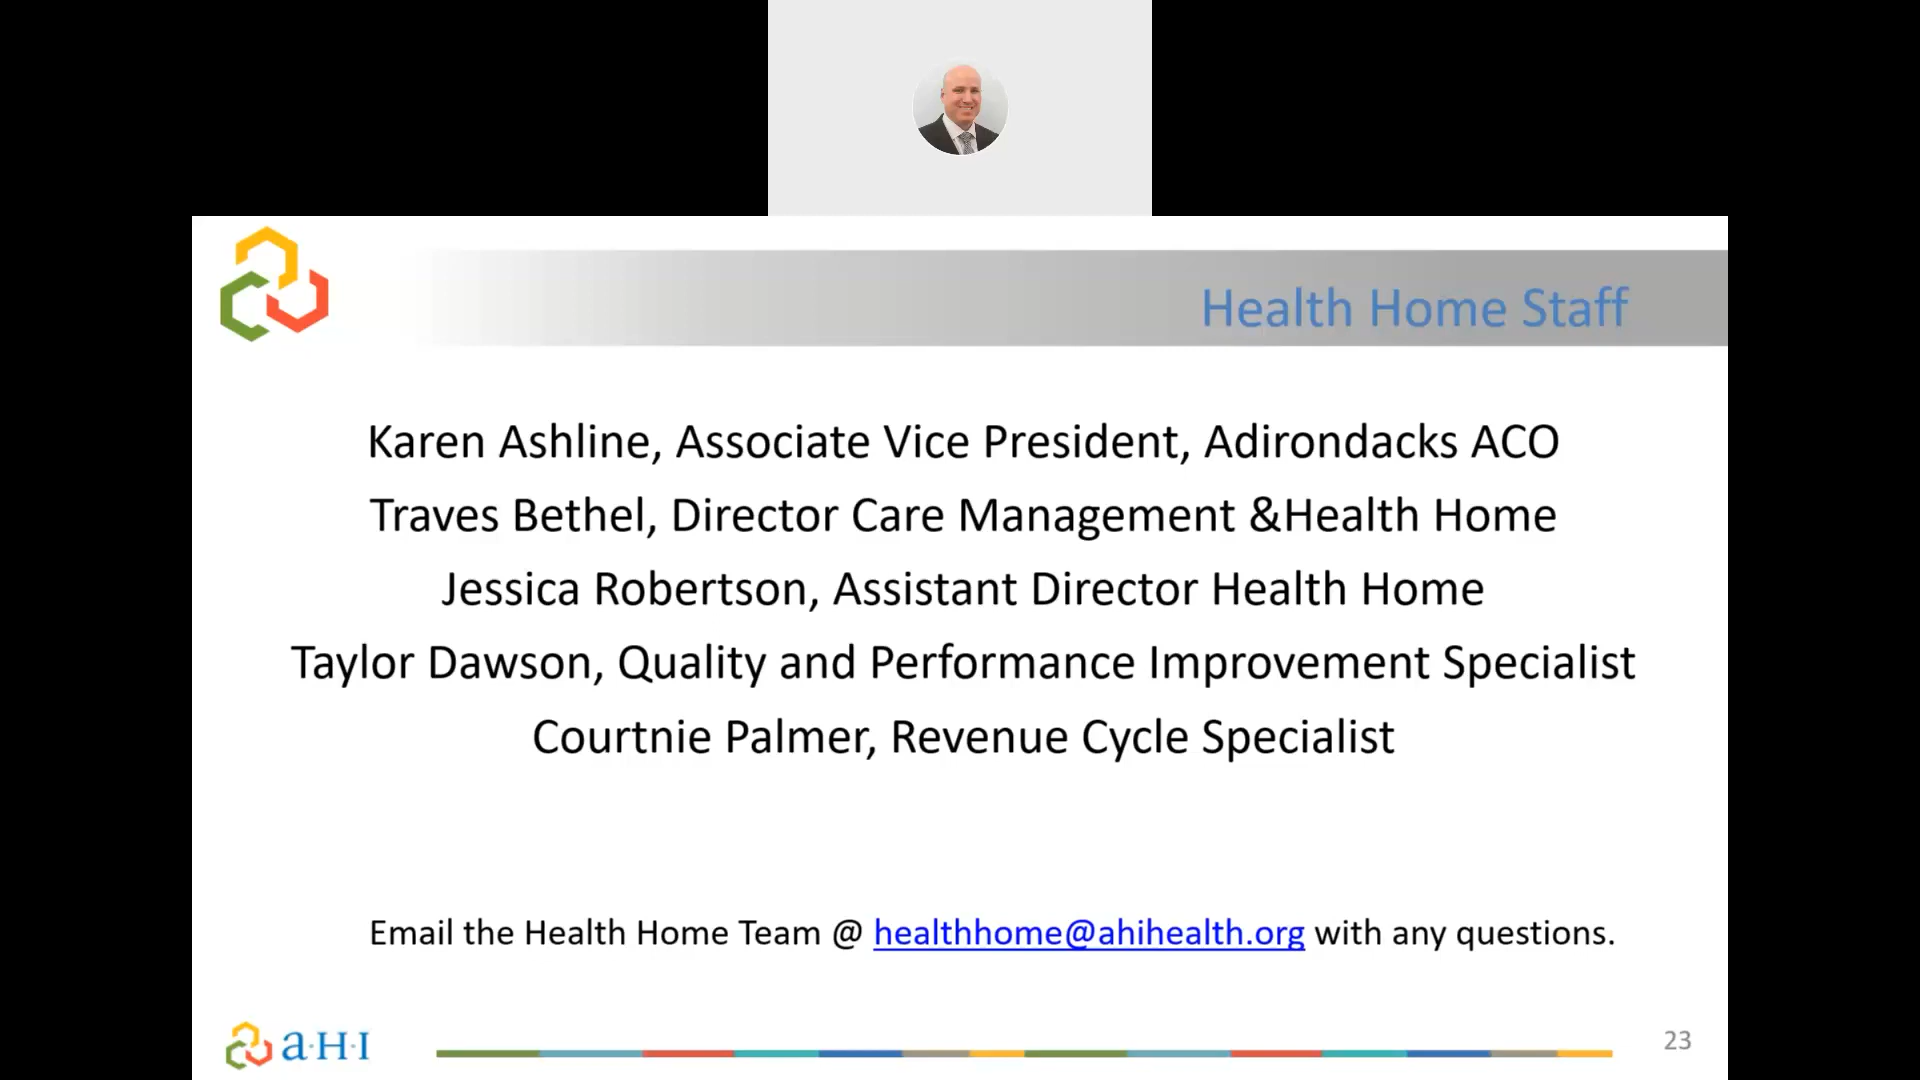 Health Home Staff
Karen Ashline, Associate Vice President, Adirondacks ACO
Traves Bethel, Director Care Management &Health Home
Jessica Robertson, Assistant Director Health Home
Taylor Dawson, Quality and Performance Improvement Specialist
Courtnie Palmer, Revenue Cycle Specialist
Email the Health Home Team @ healthhome@ahihealth.org with any questions.
a·H·I
23